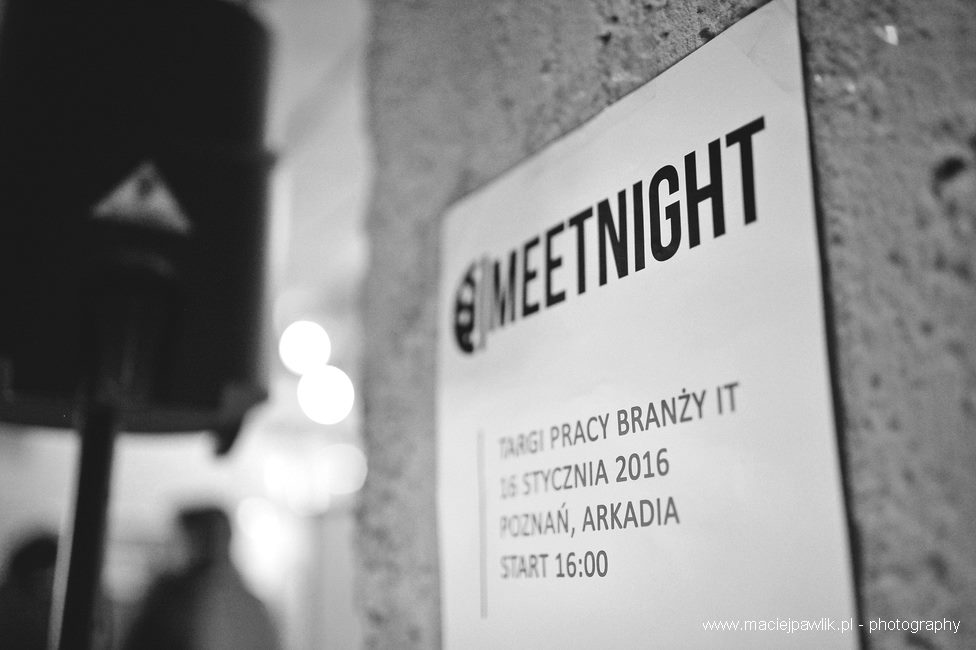 MEETNIGHT
TARGI PRACY BRANŻY IT
16 STYCZNIA 2016
POZNAŃ, ARKADIA
START 16:00
www.maciejpawlik.pl - photography